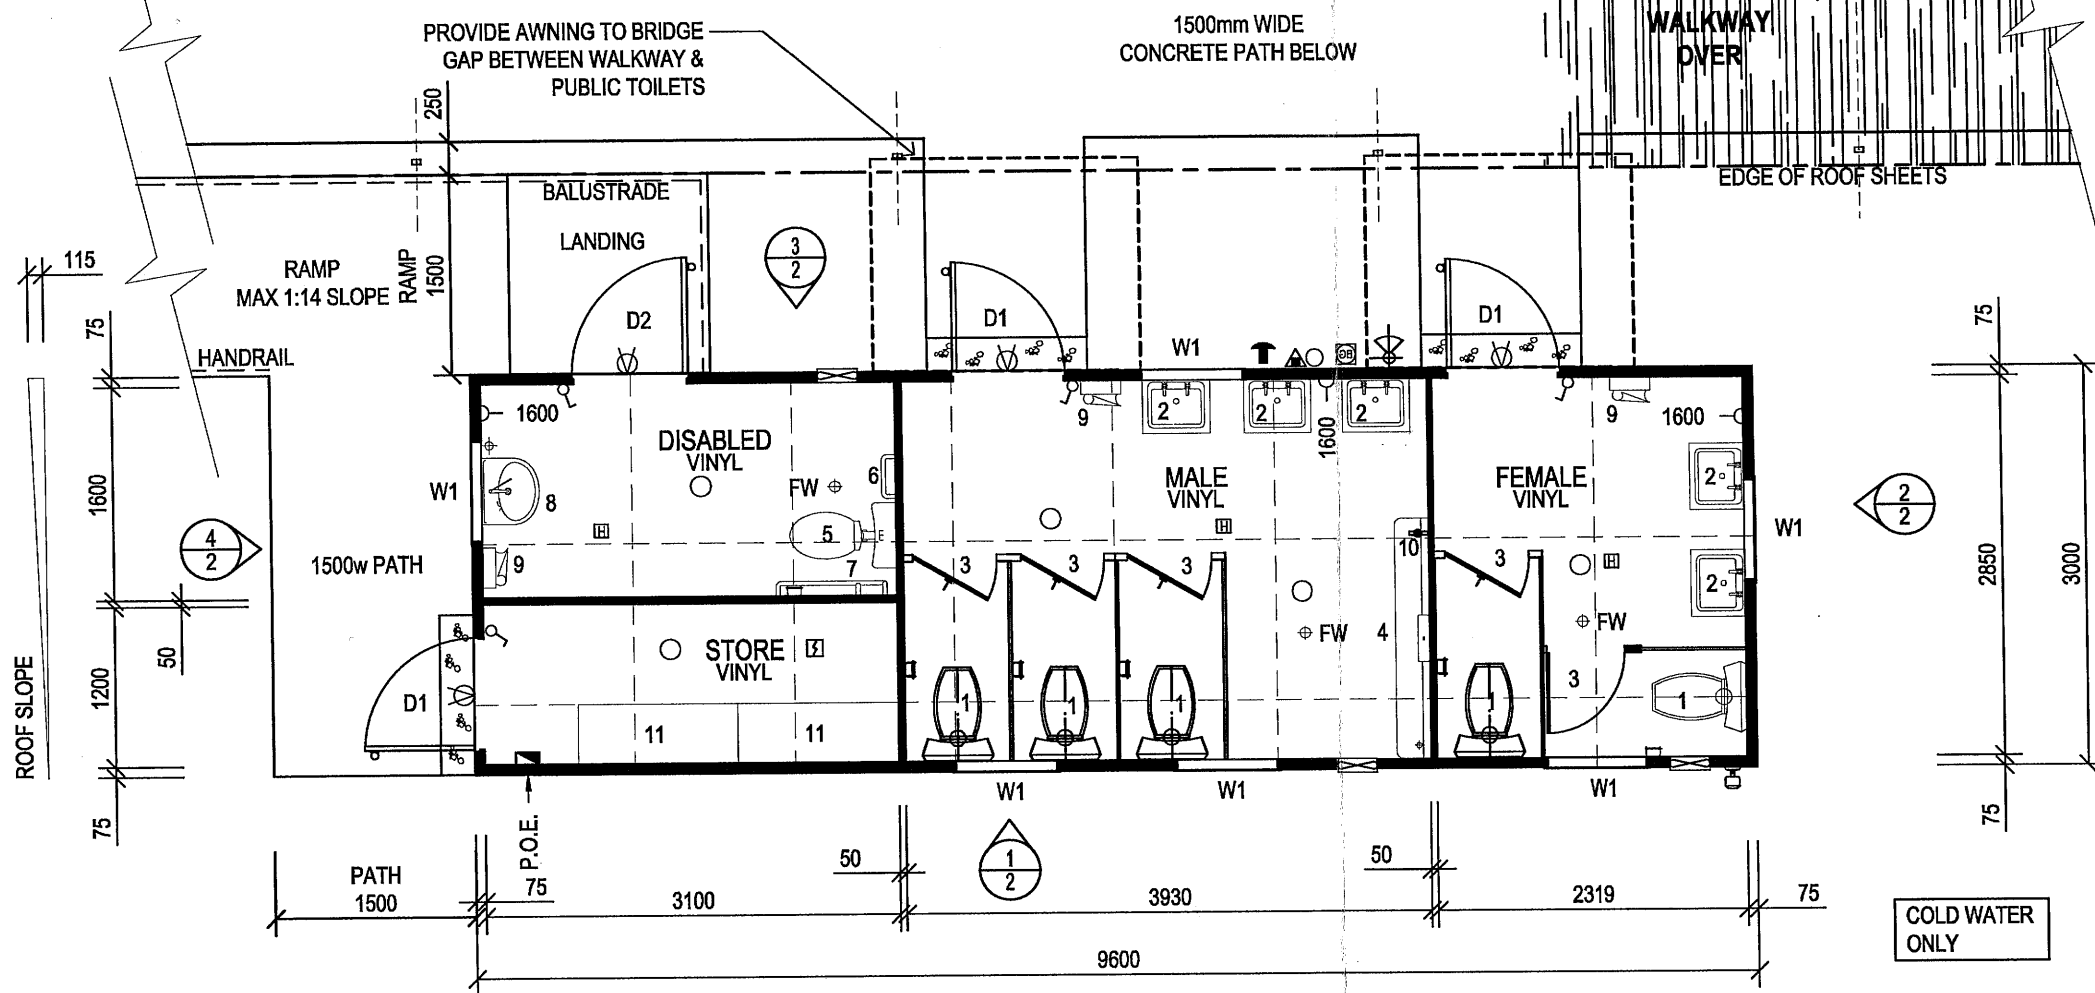 PROVIDE AWNING TO BRIDGE
GAP BETWEEN WALKWAY &
PUBLIC TOILETS
1500mm WIDE
CONCRETE PATH BELOW
WALKWAY
OVER
250
BALUSTRADE
EDGE OF ROOF SHEETS
LANDING
RAMP
MAX 1:14 SLOPE
RAMP
1500
3
2
115
D2
D1
D1
75
HANDRAIL
W1
75
1600
9
2
2
2
1600
9
1600
DISABLED
VINYL
MALE
VINYL
FEMALE
VINYL
6
FW
W1
8
2
2
2
W1
1600
4
2
5
H
H
10
H
1500w PATH
9
7
3
3
3
3
2
2850
3000
50
STORE
VINYL
FW
4
FW
3
1200
ROOF SLOPE
D1
1
1
1
1
1
11
11
75
W1
W1
W1
75
P.O.E.
1
2
50
50
PATH
1500
75
3100
3930
2319
75
9600
COLD WATER
ONLY